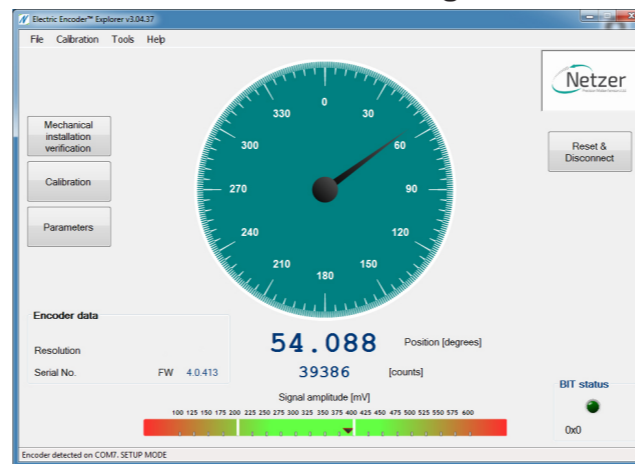 Electric Encoder™ Explorer v3.04.37
File Calibration Tools Help
Netzer
Mechanical
installation
verification
Calibration
Parameters
Reset &
Disconnect
0
30
60
90
120
150
180
210
240
270
300
330
Encoder data
Resolution
Serial No. FW 4.0.413
54.088 Position [degrees]
39386 [counts]
Signal amplitude [mV]
100 125 150 175 200 225 250 275 300 325 350 375 400 425 450 475 500 525 550 575 600
BIT status
0x0
Encoder detected on COM7. SETUP MODE